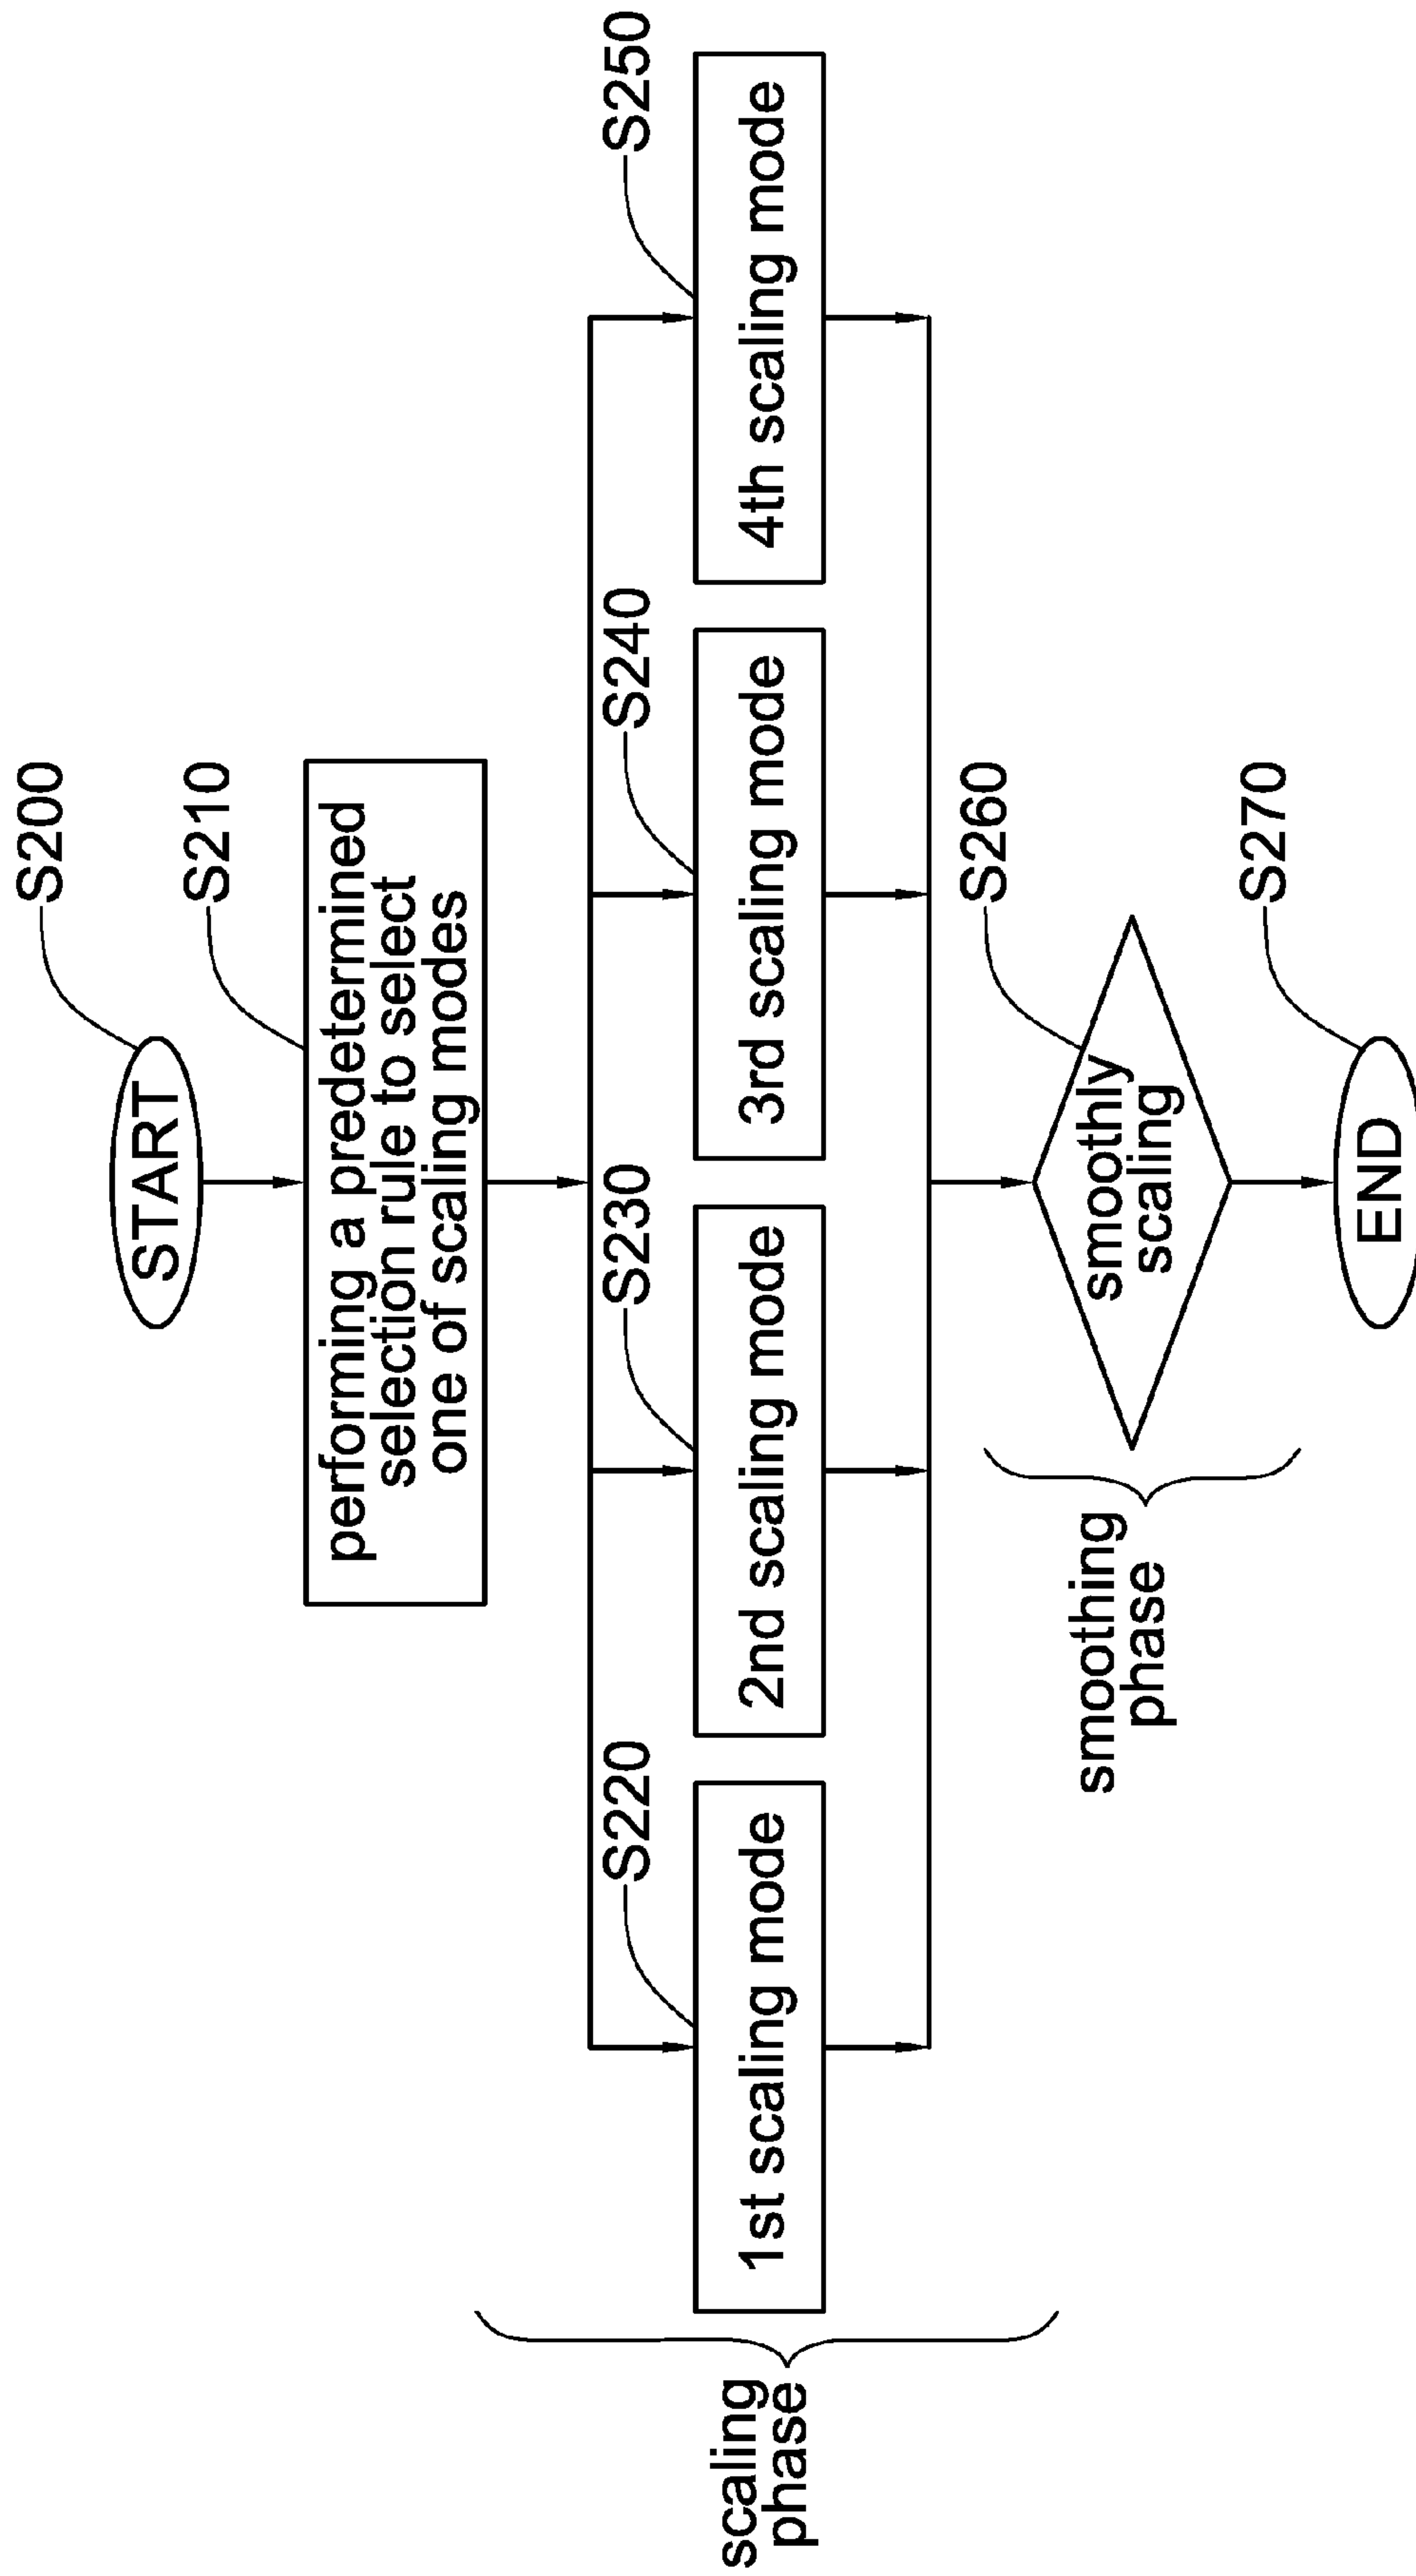 START
S200
performing a predetermined
selection rule to select
one of scaling modes
S210
scaling
phase
1st scaling mode
S220
2nd scaling mode
S230
3rd scaling mode
S240
4th scaling mode
S250
smoothing
phase
smoothly
scaling
S260
END
S270